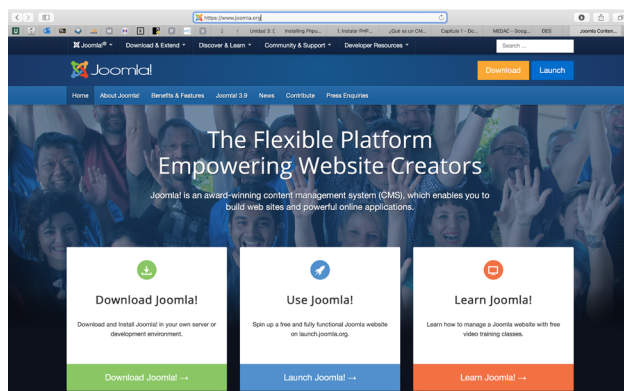 https://www.joomla.org
Unidad 3: C
Installing Phpu...
1. Instalar PHP...
¿Qué es un CM...
Capítulo 1 - Do...
MEDAC – Goog...
DES
Joomla Conten...
Joomla!® Download & Extend Discover & Learn Community & Support Developer Resources Search ...
Joomla! Download Launch
Home About Joomla! Benefits & Features Joomla! 3.9 News Contribute Press Enquiries
The Flexible Platform
Empowering Website Creators
Joomla! is an award-winning content management system (CMS), which enables you to
build web sites and powerful online applications.
Download Joomla!
Download and Install Joomla! in your own server or
development environment.
Download Joomla! →
Use Joomla!
Spin up a free and fully functional Joomla website
on launch.joomla.org.
Launch Joomla! →
Learn Joomla!
Learn how to manage a Joomla website with free
video training classes.
Learn Joomla! →